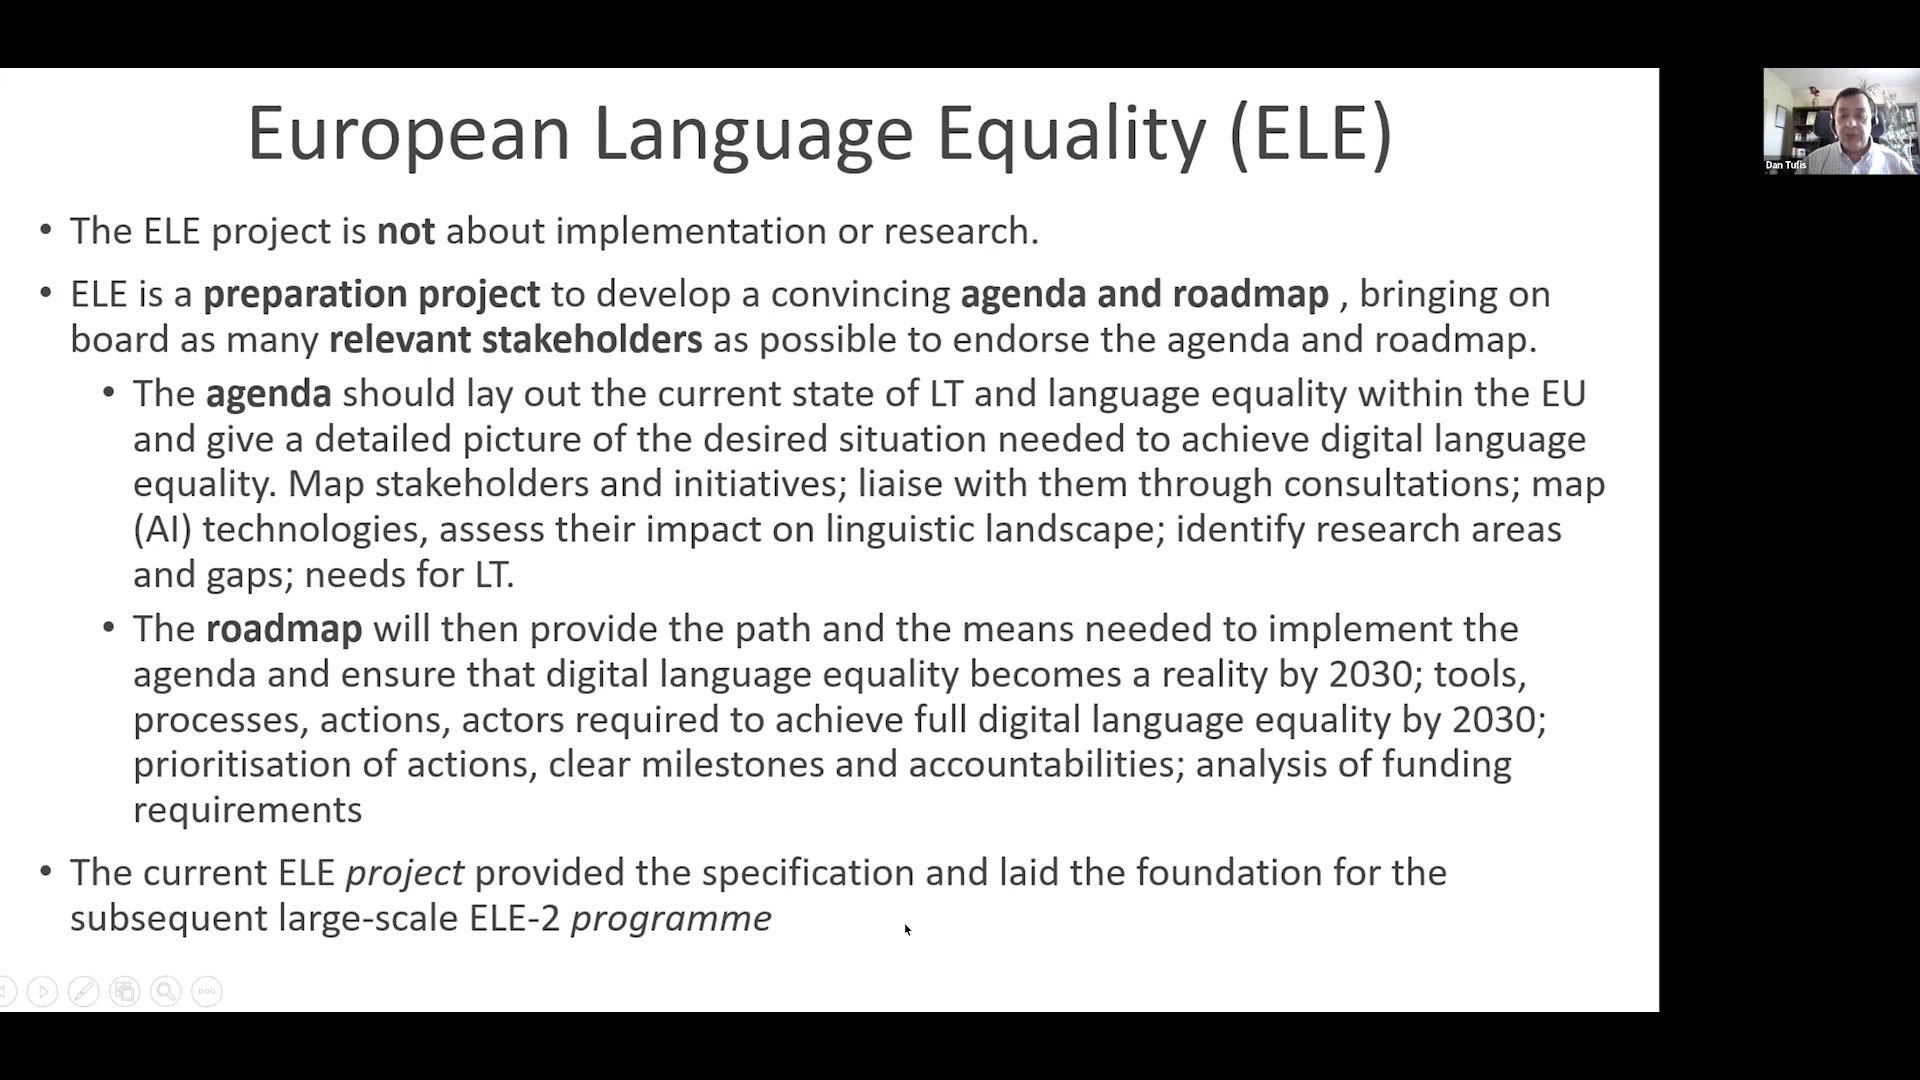 European Language Equality (ELE)
• The ELE project is not about implementation or research.
• ELE is a preparation project to develop a convincing agenda and roadmap , bringing on
board as many relevant stakeholders as possible to endorse the agenda and roadmap.
• The agenda should lay out the current state of LT and language equality within the EU
and give a detailed picture of the desired situation needed to achieve digital language
equality. Map stakeholders and initiatives; liaise with them through consultations; map
(AI) technologies, assess their impact on linguistic landscape; identify research areas
and gaps; needs for LT.
• The roadmap will then provide the path and the means needed to implement the
agenda and ensure that digital language equality becomes a reality by 2030; tools,
processes, actions, actors required to achieve full digital language equality by 2030;
prioritisation of actions, clear milestones and accountabilities; analysis of funding
requirements
• The current ELE project provided the specification and laid the foundation for the
subsequent large-scale ELE-2 programme
Dan Tufis